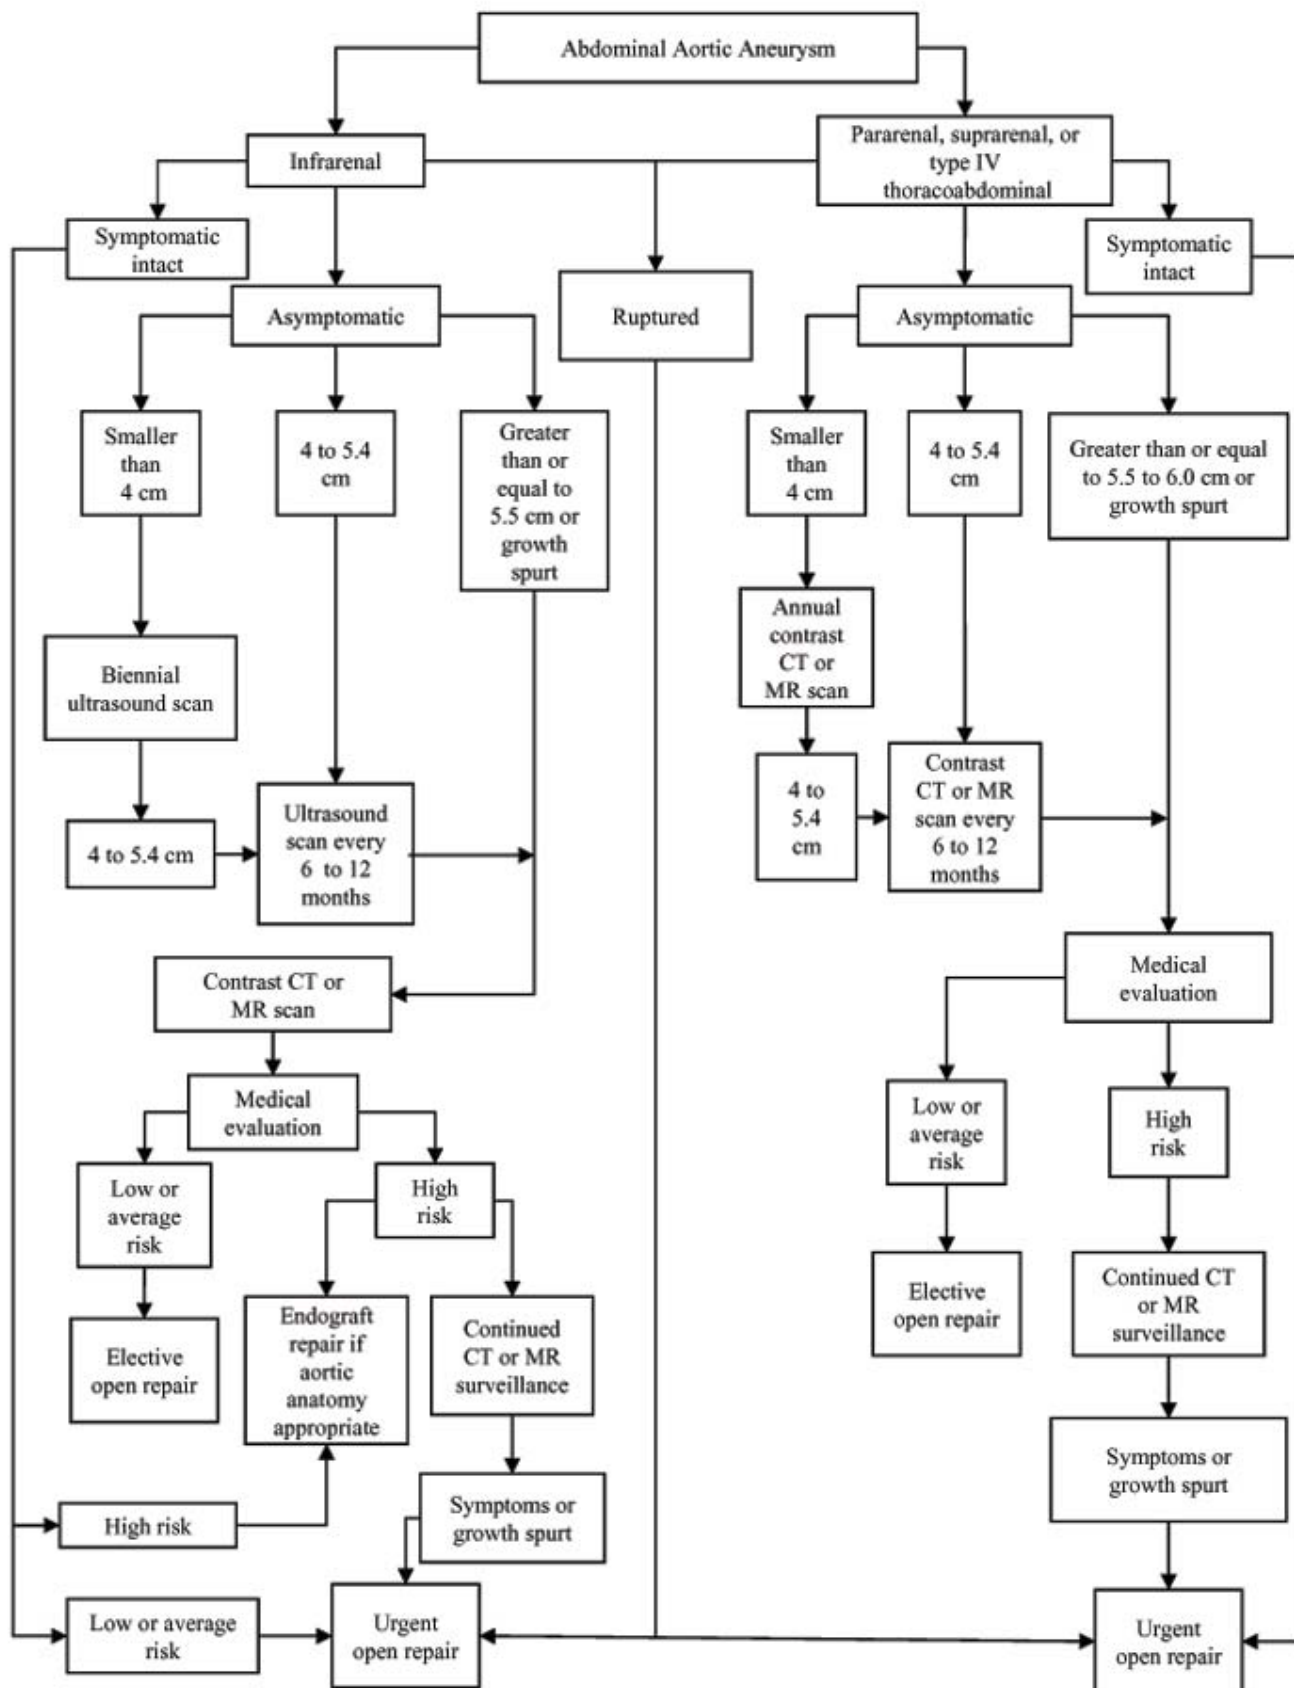 Abdominal Aortic Aneurysm
Infrarenal
Pararenal, suprarenal, or
type IV
thoracoabdominal
Symptomatic
intact
Symptomatic
intact
Asymptomatic
Ruptured
Asymptomatic
Smaller
than
4 cm
4 to 5.4
cm
Greater
than or
equal to
5.5 cm or
growth
spurt
Smaller
than
4 cm
4 to 5.4
cm
Greater than or equal
to 5.5 to 6.0 cm or
growth spurt
Biennial
ultrasound scan
Annual
contrast
CT or
MR scan
4 to 5.4 cm
Ultrasound
scan every
6 to 12
months
4 to
5.4
cm
Contrast
CT or MR
scan every
6 to 12
months
Contrast CT or
MR scan
Medical
evaluation
Medical
evaluation
Low or
average
risk
High
risk
Low or
average
risk
High
risk
Elective
open repair
Endograft
repair if
aortic
anatomy
appropriate
Continued
CT or MR
surveillance
Elective
open repair
Continued CT
or MR
surveillance
High risk
Symptoms or
growth spurt
Symptoms or
growth spurt
Low or average
risk
Urgent
open repair
Urgent
open repair